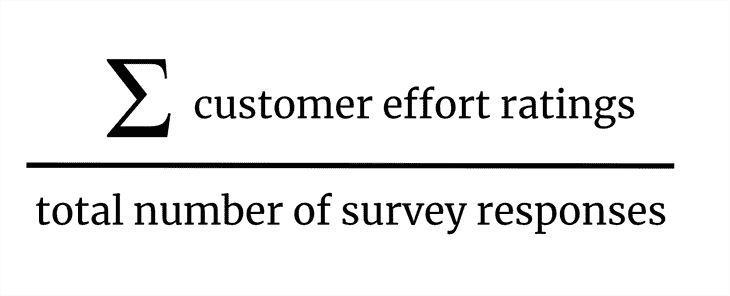 ∑ customer effort ratings
total number of survey responses